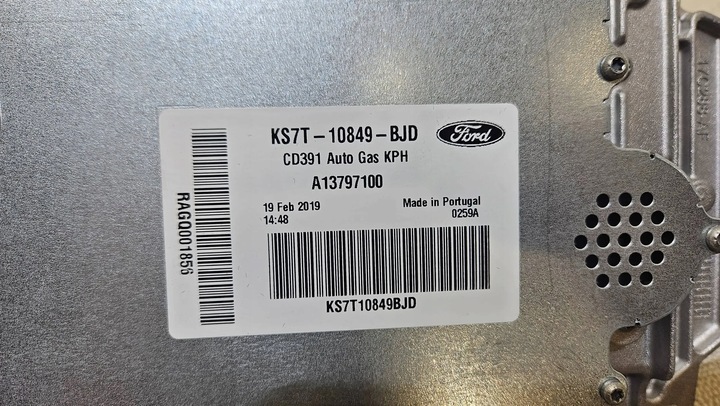 KS7T-10849-BJD
Ford
CD391 Auto Gas KPH
A13797100
19 Feb 2019
Made in Portugal
14:48
0259A
KS7T10849BJD
RAGQ001856